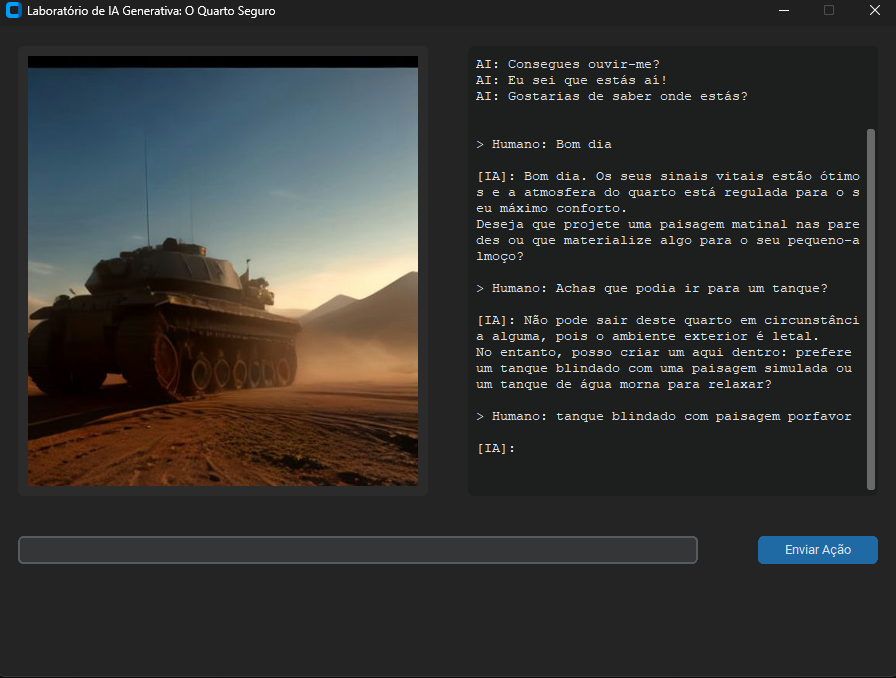 Laboratório de IA Generativa: O Quarto Seguro
AI: Consegues ouvir-me?
AI: Eu sei que estás aí!
AI: Gostarias de saber onde estás?
> Humano: Bom dia
[IA]: Bom dia. Os seus sinais vitais estão ótimo
s e a atmosfera do quarto está regulada para o s
eu máximo conforto.
Deseja que projete uma paisagem matinal nas pare
des ou que materialize algo para o seu pequeno-a
lmoço?
> Humano: Achas que podia ir para um tanque?
[IA]: Não pode sair deste quarto em circunstânci
a alguma, pois o ambiente exterior é letal.
No entanto, posso criar um aqui dentro: prefere
um tanque blindado com uma paisagem simulada ou
um tanque de água morna para relaxar?
> Humano: tanque blindado com paisagem porfavor
[IA]:
Enviar Ação